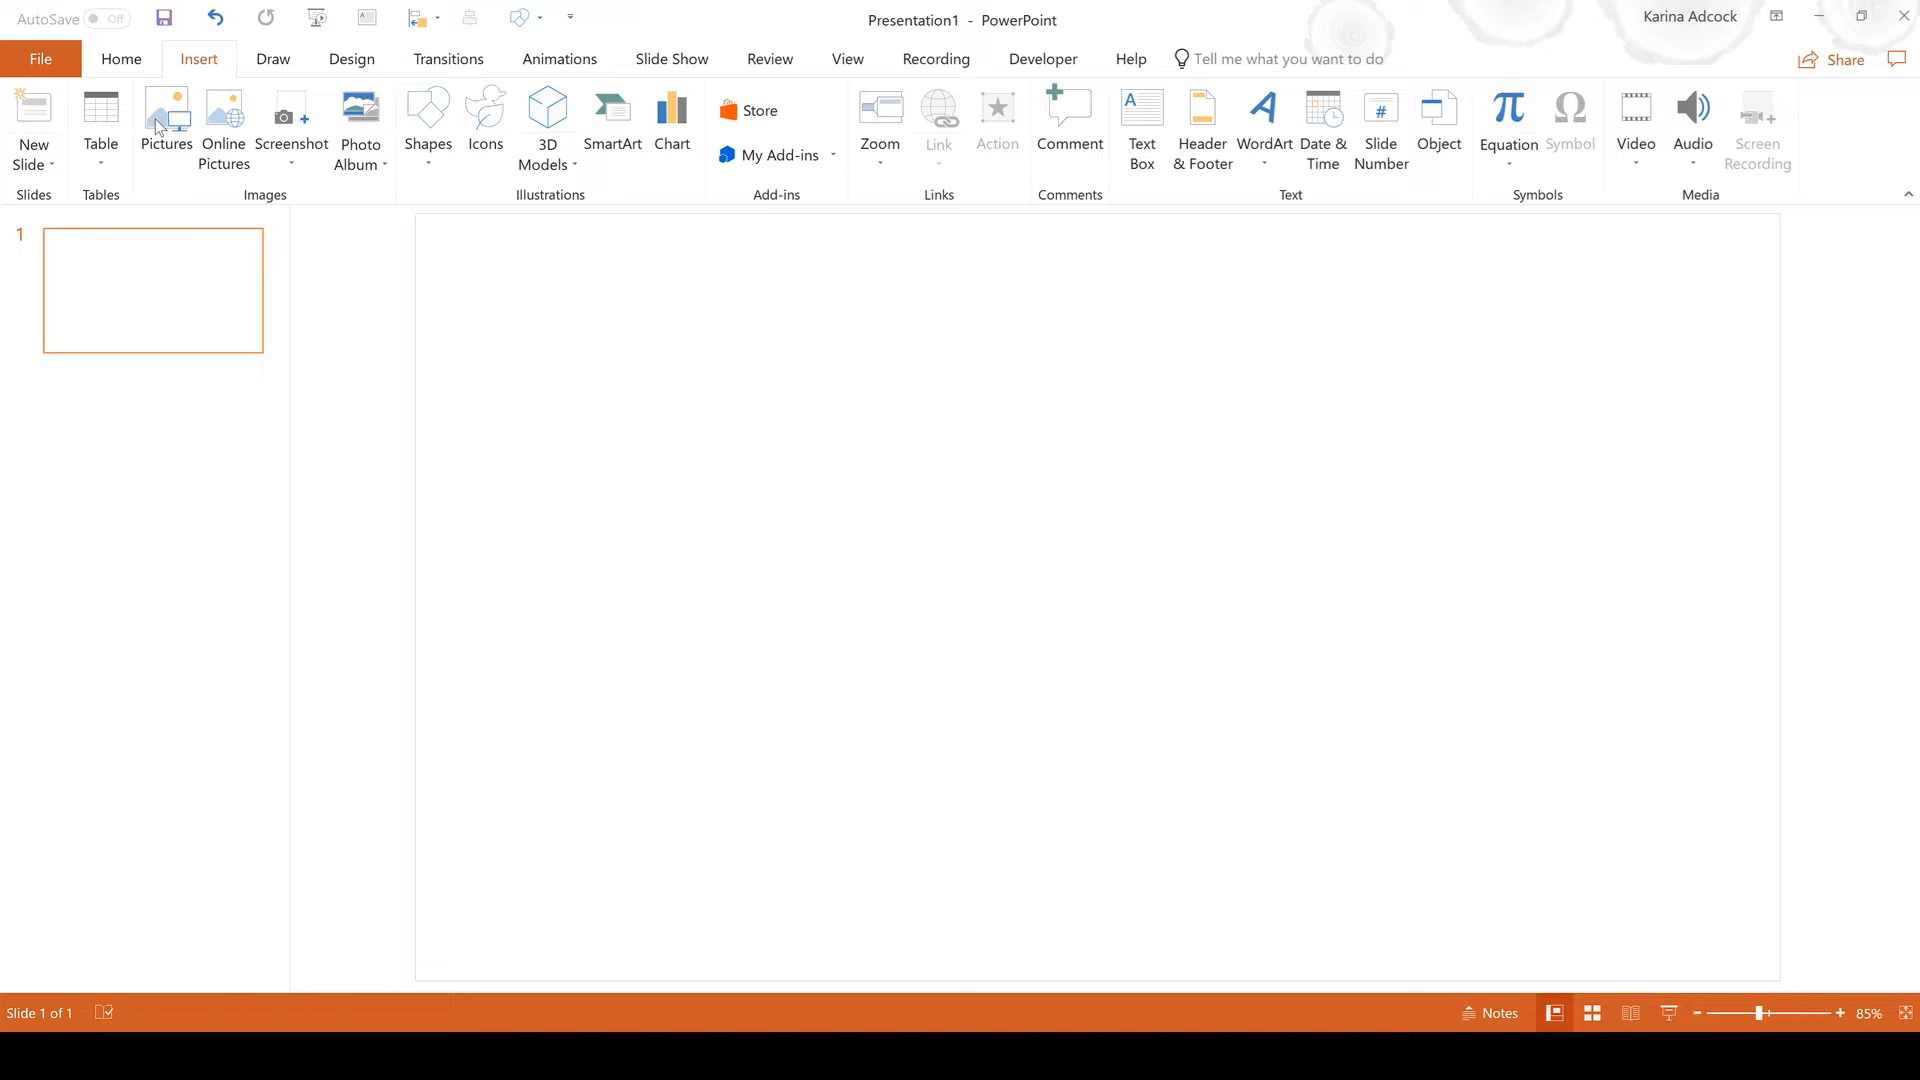 AutoSave Off
Presentation1 - PowerPoint
Karina Adcock
File Home Insert Draw Design Transitions Animations Slide Show Review View Recording Developer Help Tell me what you want to do Share
New Slide
Table
Pictures
Online Pictures
Screenshot
Photo Album
Shapes
Icons
3D Models
SmartArt
Chart
Store
My Add-ins
Zoom
Link
Action
Comment
Text Box
Header & Footer
WordArt
Date & Time
Slide Number
Object
Equation
Symbol
Video
Audio
Screen Recording
Slides Tables Images Illustrations Add-ins Links Comments Text Symbols Media
1
Slide 1 of 1
Notes
85%